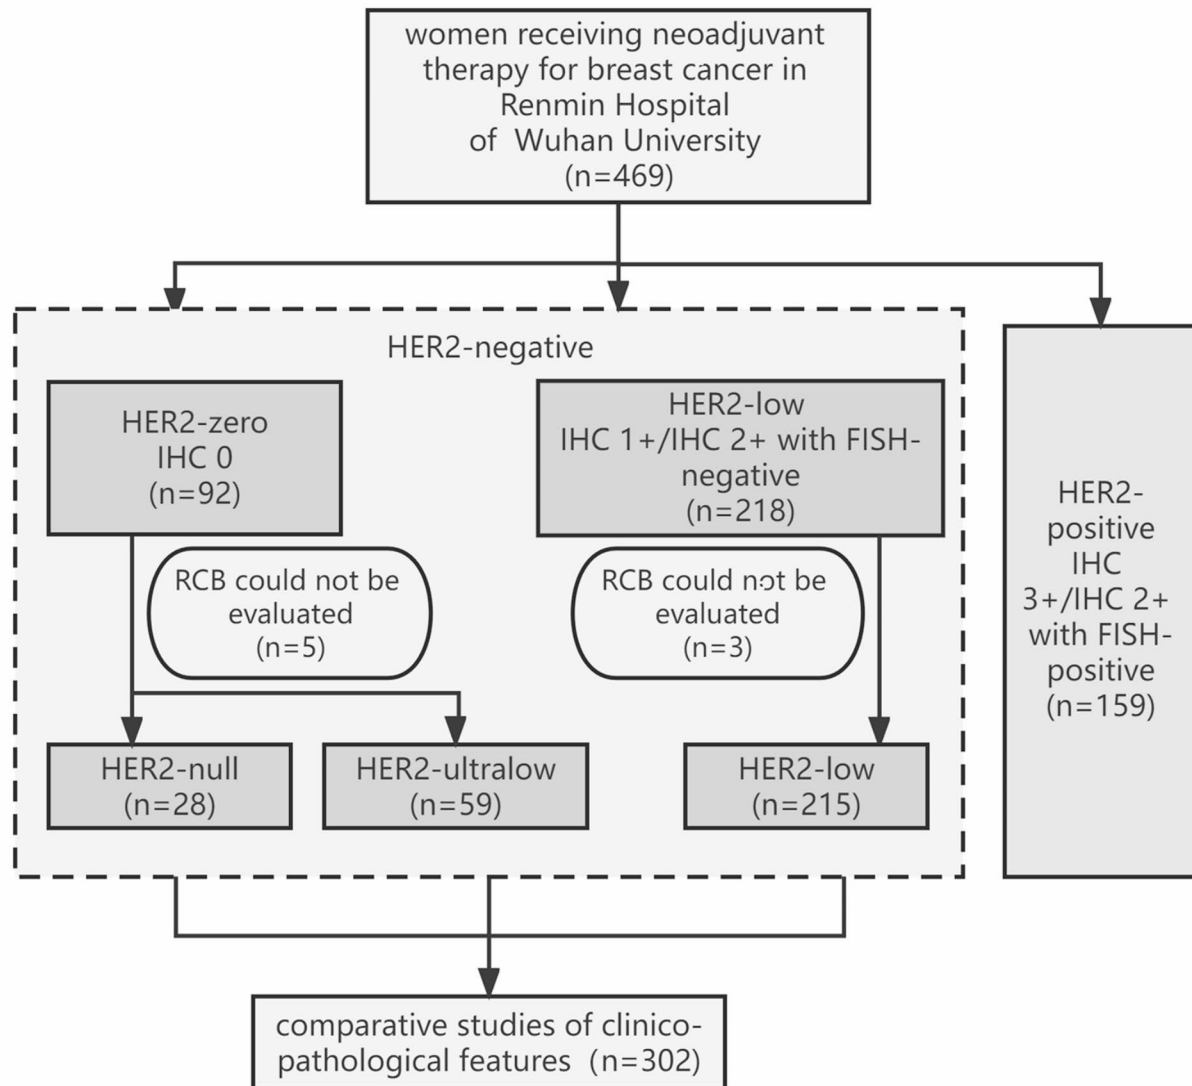 women receiving neoadjuvant
therapy for breast cancer in
Renmin Hospital
of Wuhan University
(n=469)
HER2-negative
HER2-zero
IHC 0
(n=92)
HER2-low
IHC 1+/IHC 2+ with FISH-
negative
(n=218)
HER2-
positive
IHC
3+/IHC 2+
with FISH-
positive
(n=159)
RCB could not be
evaluated
(n=5)
RCB could not be
evaluated
(n=3)
HER2-null
(n=28)
HER2-ultralow
(n=59)
HER2-low
(n=215)
comparative studies of clinico-
pathological features (n=302)